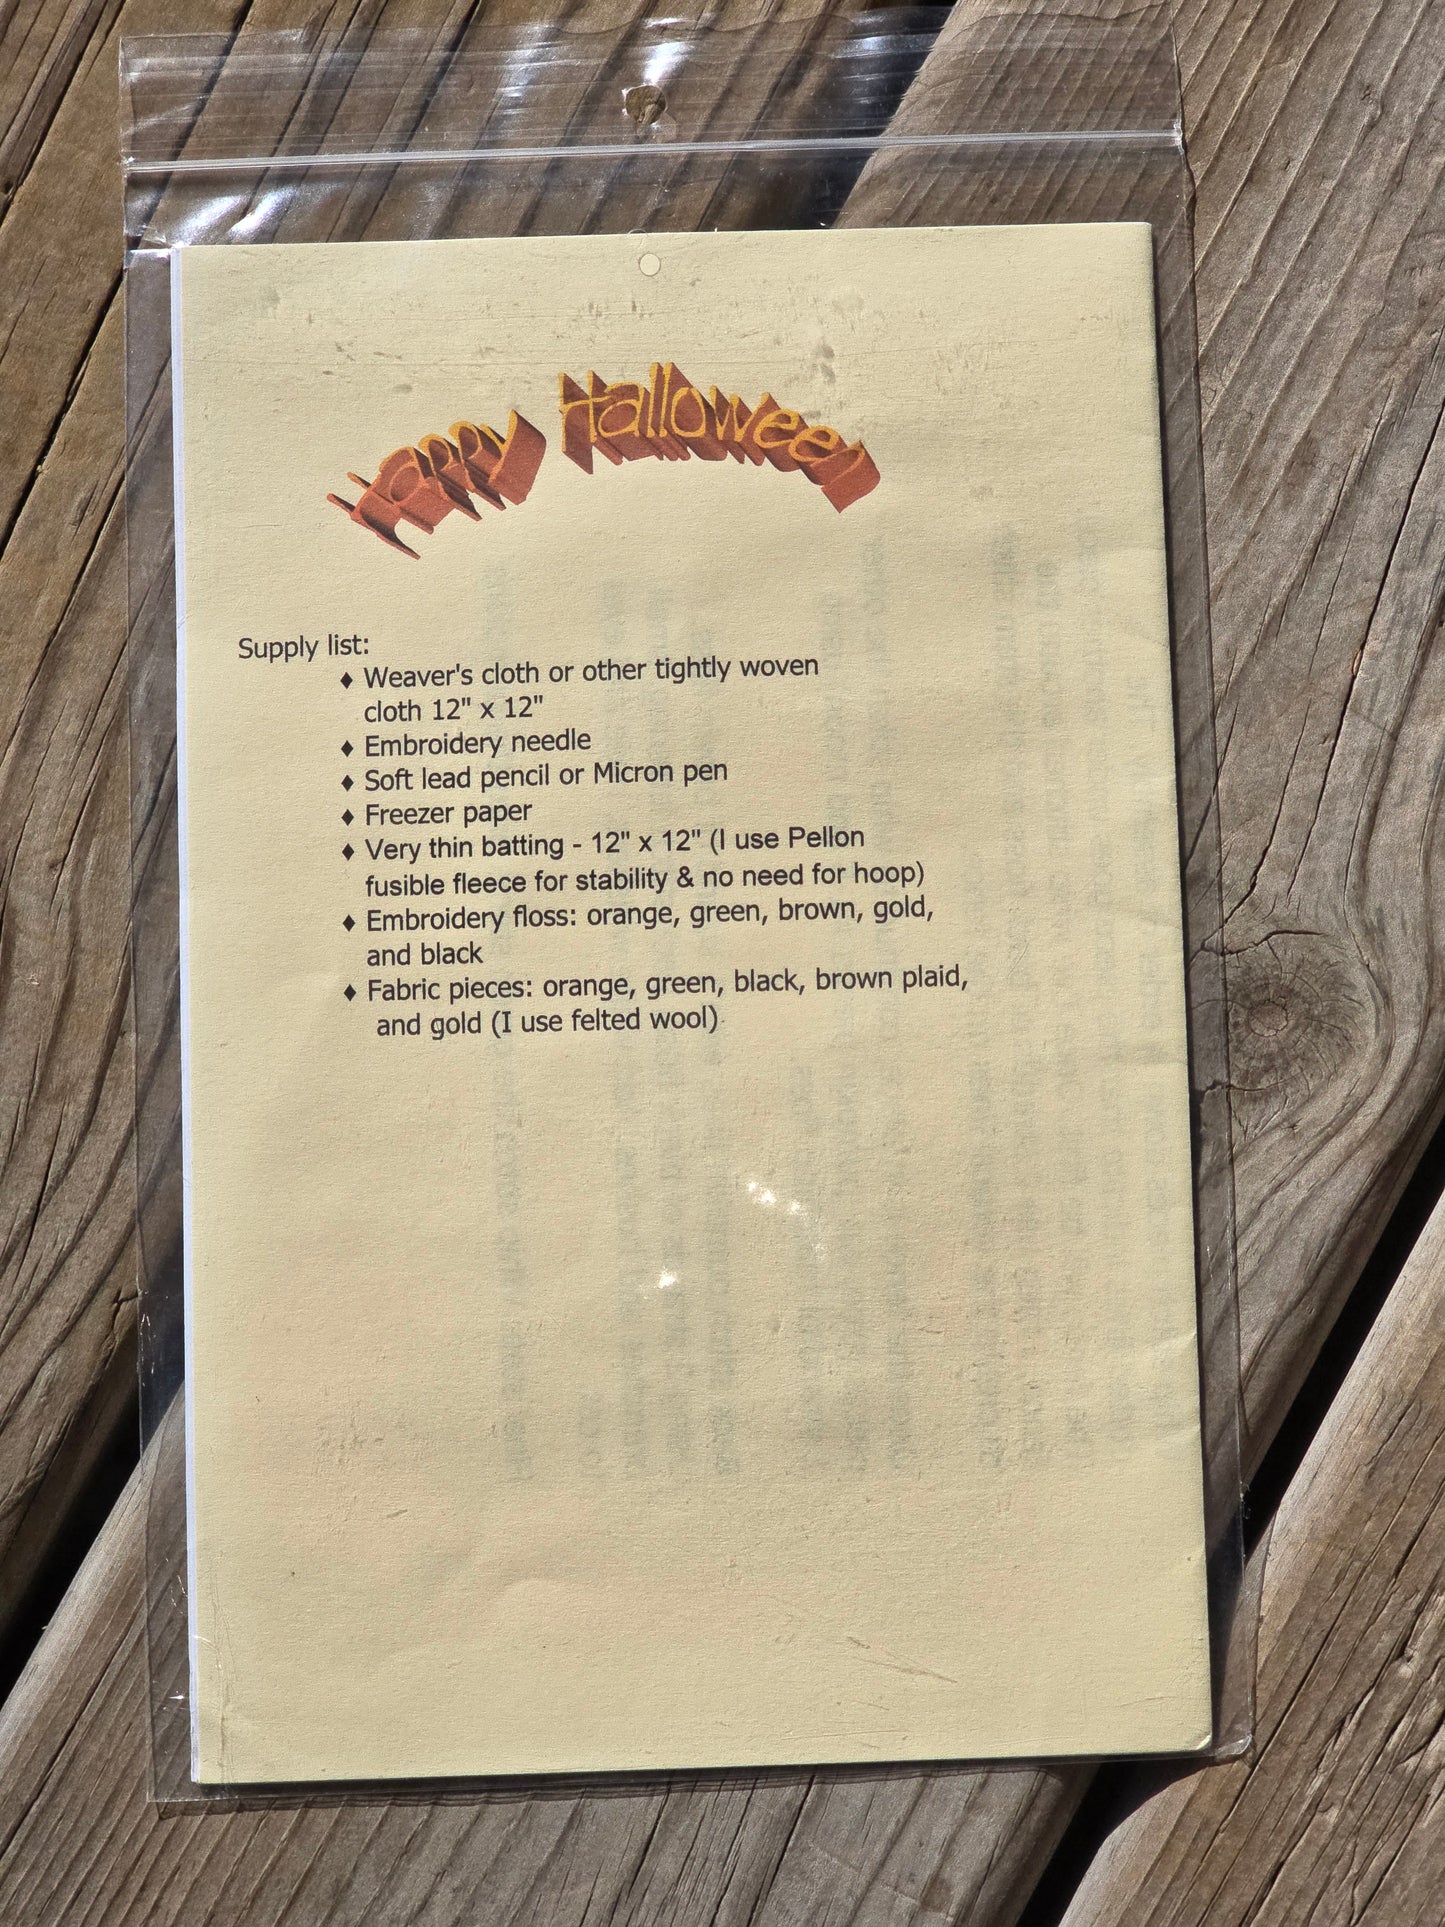 Happy Halloween
Supply list:
♦ Weaver's cloth or other tightly woven
cloth 12" x 12"
♦ Embroidery needle
♦ Soft lead pencil or Micron pen
♦ Freezer paper
♦ Very thin batting - 12" x 12" (I use Pellon
fusible fleece for stability & no need for hoop)
♦ Embroidery floss: orange, green, brown, gold,
and black
♦ Fabric pieces: orange, green, black, brown plaid,
and gold (I use felted wool)